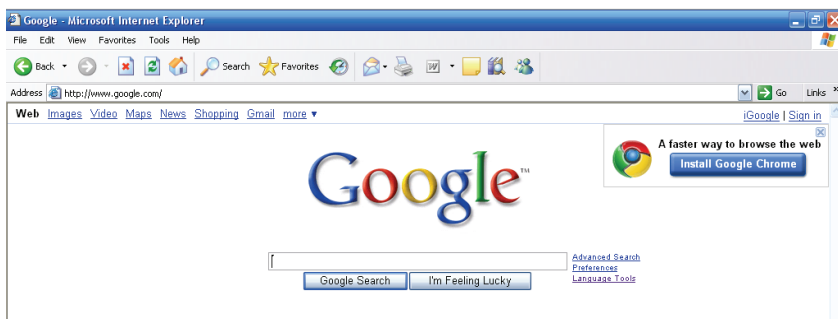 Google - Microsoft Internet Explorer
File Edit View Favorites Tools Help
Back Search Favorites
Address http://www.google.com/ Go Links »
Web Images Video Maps News Shopping Gmail more ▼ iGoogle | Sign in
A faster way to browse the web
Install Google Chrome
Google™
Advanced Search
Preferences
Language Tools
Google Search I'm Feeling Lucky